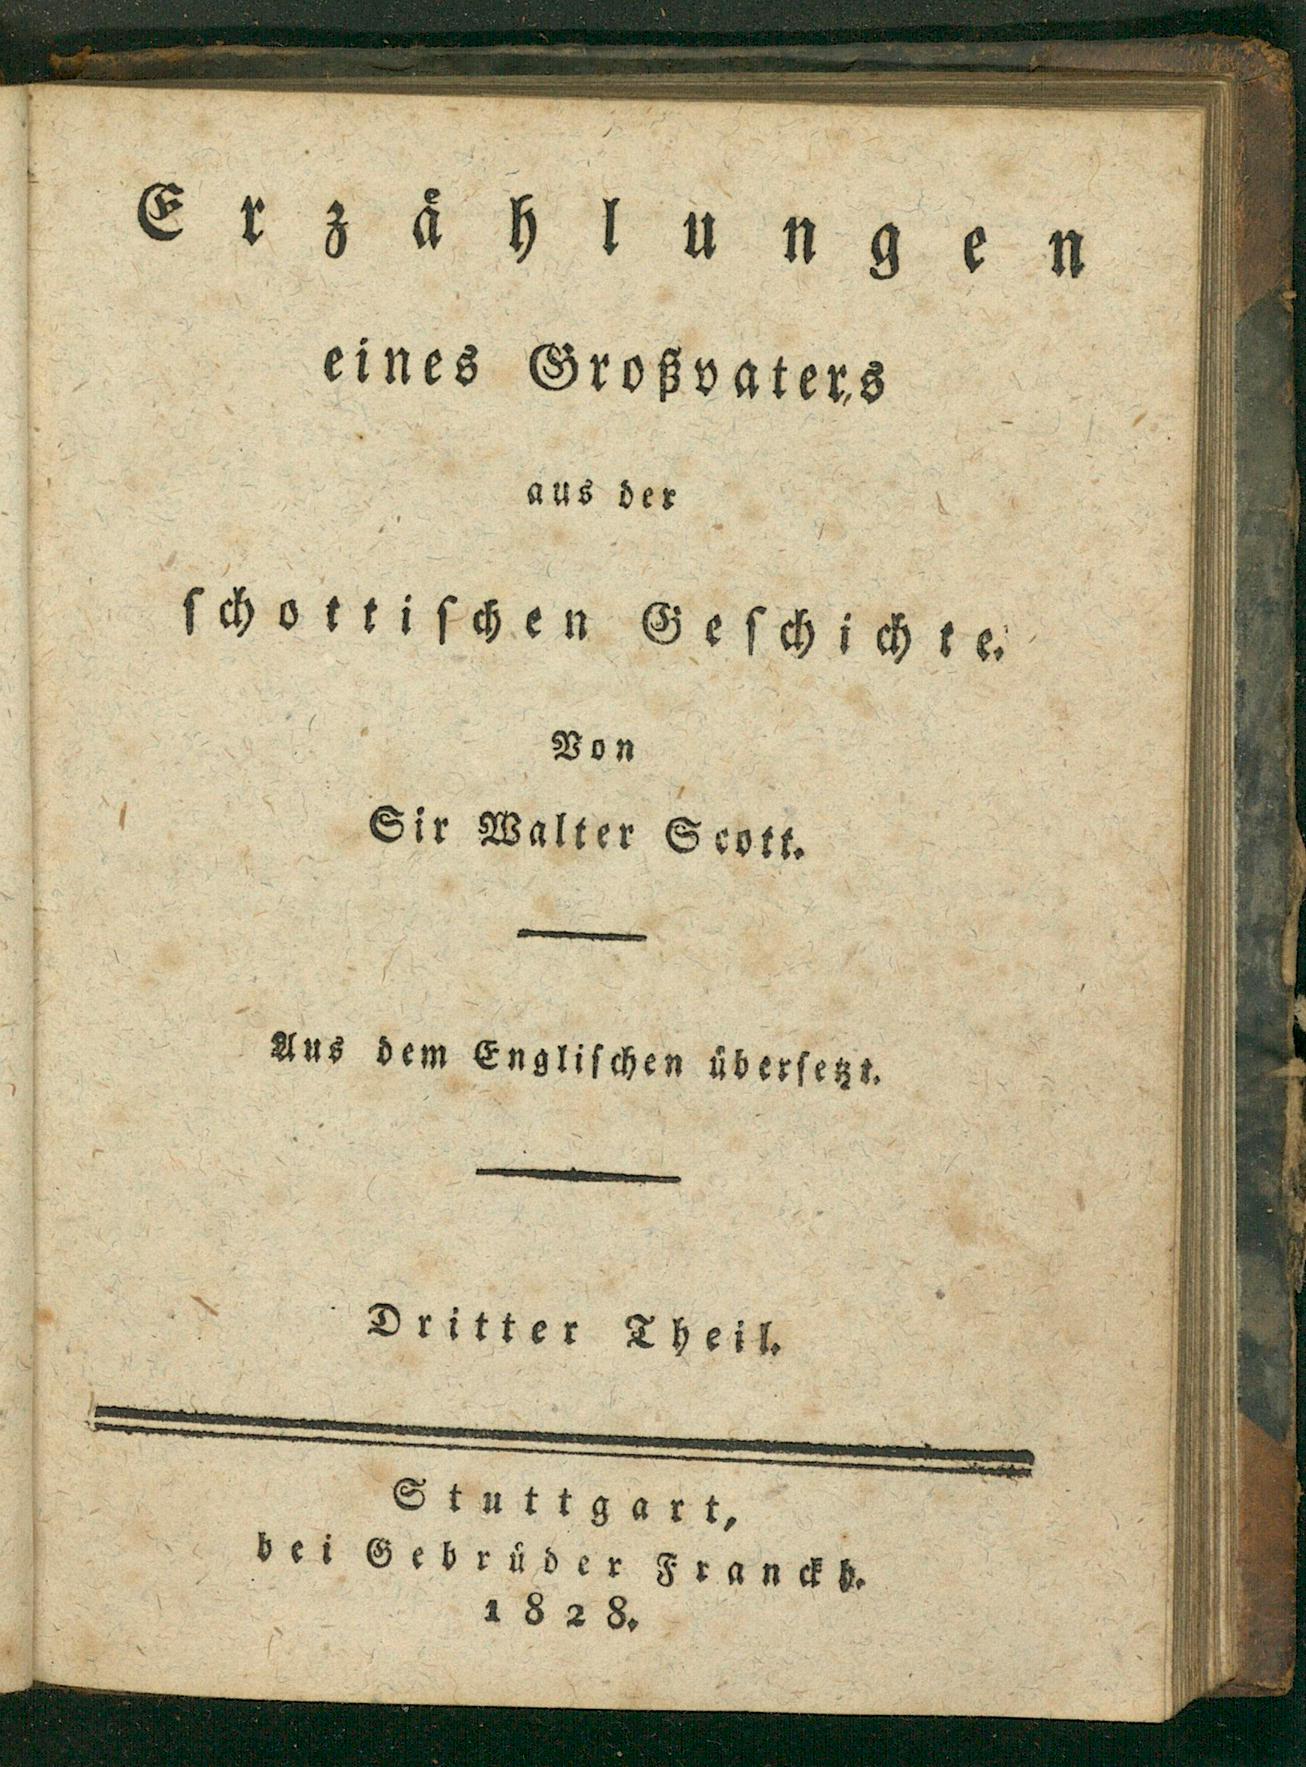 Erzählungen
eines Großvaters
aus der
ſchottiſchen Geſchichte.
Von
Sir Walter Scott.
Aus dem Engliſchen überſetzt.
Dritter Theil.
Stuttgart,
bei Gebrüder Franckh.
1828.